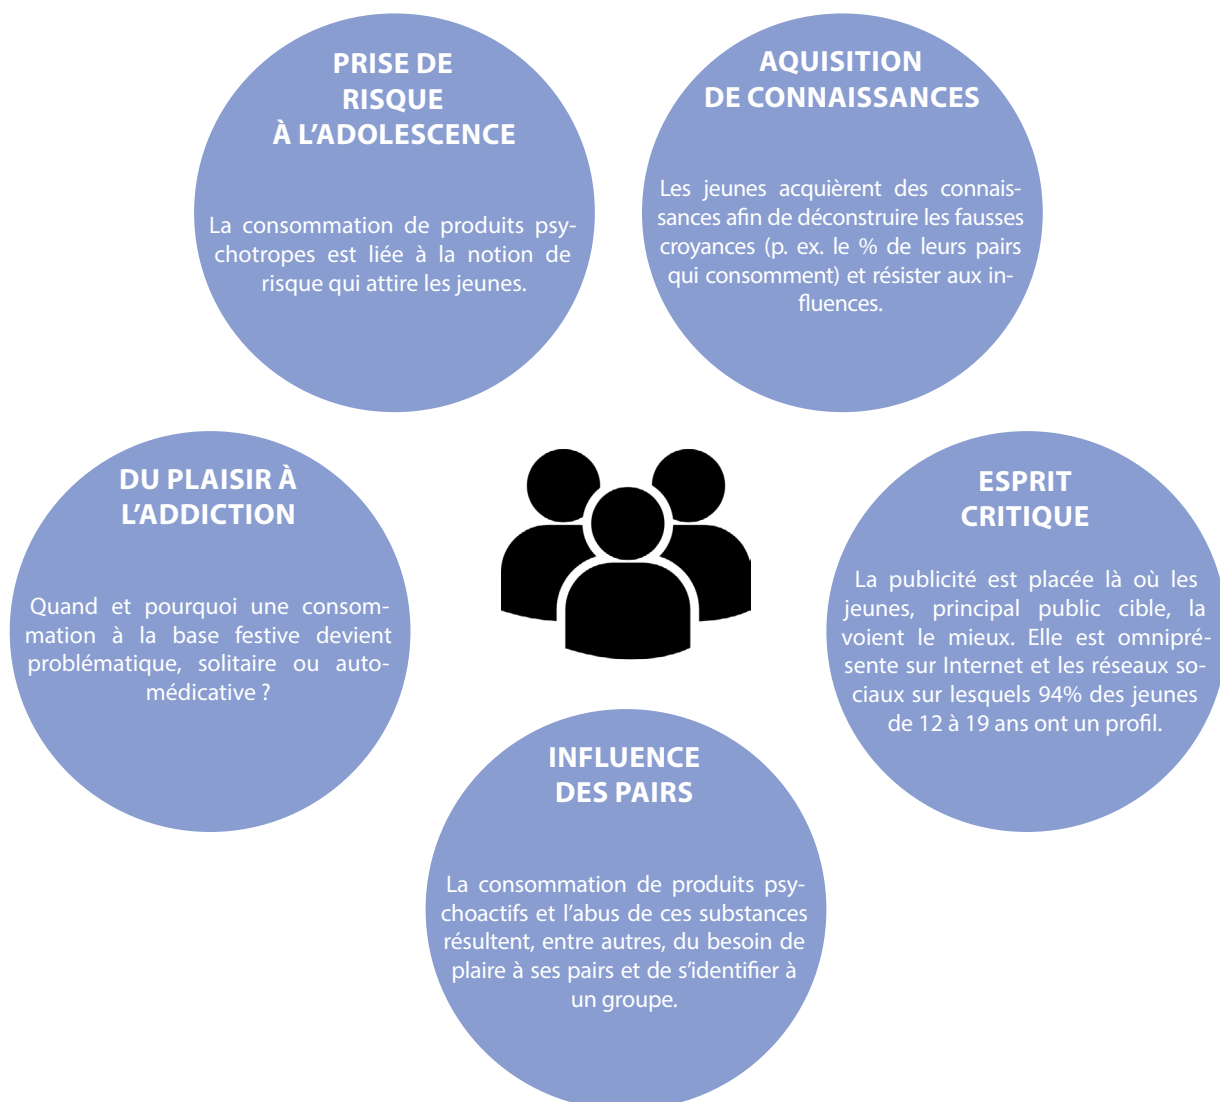 PRISE DE
RISQUE
À L’ADOLESCENCE
La consommation de produits psy-
chotropes est liée à la notion de
risque qui attire les jeunes.
AQUISITION
DE CONNAISSANCES
Les jeunes acquièrent des connais-
sances afin de déconstruire les fausses
croyances (p. ex. le % de leurs pairs
qui consomment) et résister aux in-
fluences.
DU PLAISIR À
L’ADDICTION
Quand et pourquoi une consom-
mation à la base festive devient
problématique, solitaire ou auto-
médicative ?
ESPRIT
CRITIQUE
La publicité est placée là où les
jeunes, principal public cible, la
voient le mieux. Elle est omnipré-
sente sur Internet et les réseaux so-
ciaux sur lesquels 94% des jeunes
de 12 à 19 ans ont un profil.
INFLUENCE
DES PAIRS
La consommation de produits psy-
choactifs et l’abus de ces substances
résultent, entre autres, du besoin de
plaire à ses pairs et de s’identifier à
un groupe.